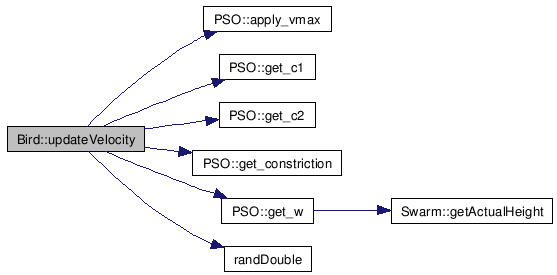 PSO::apply_vmax
PSO::get_c1
PSO::get_c2
Bird::updateVelocity
PSO::get_constriction
PSO::get_w
Swarm::getActualHeight
randDouble